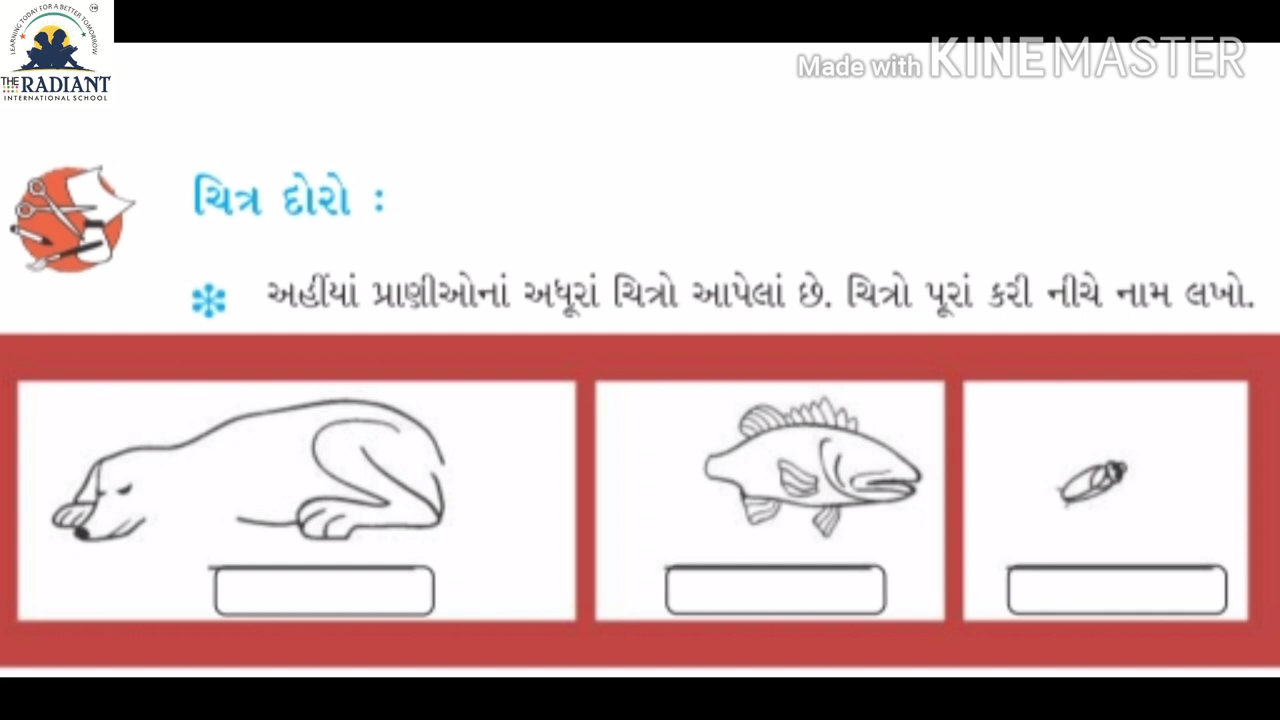 LEARNING TODAY FOR A BETTER TOMORROW
THE RADIANT
INTERNATIONAL SCHOOL
Made with KINEMASTER
ચિત્ર દોરો :
અહીંયાં પ્રાણીઓનાં અધૂરાં ચિત્રો આપેલાં છે. ચિત્રો પૂરાં કરી નીચે નામ લખો.